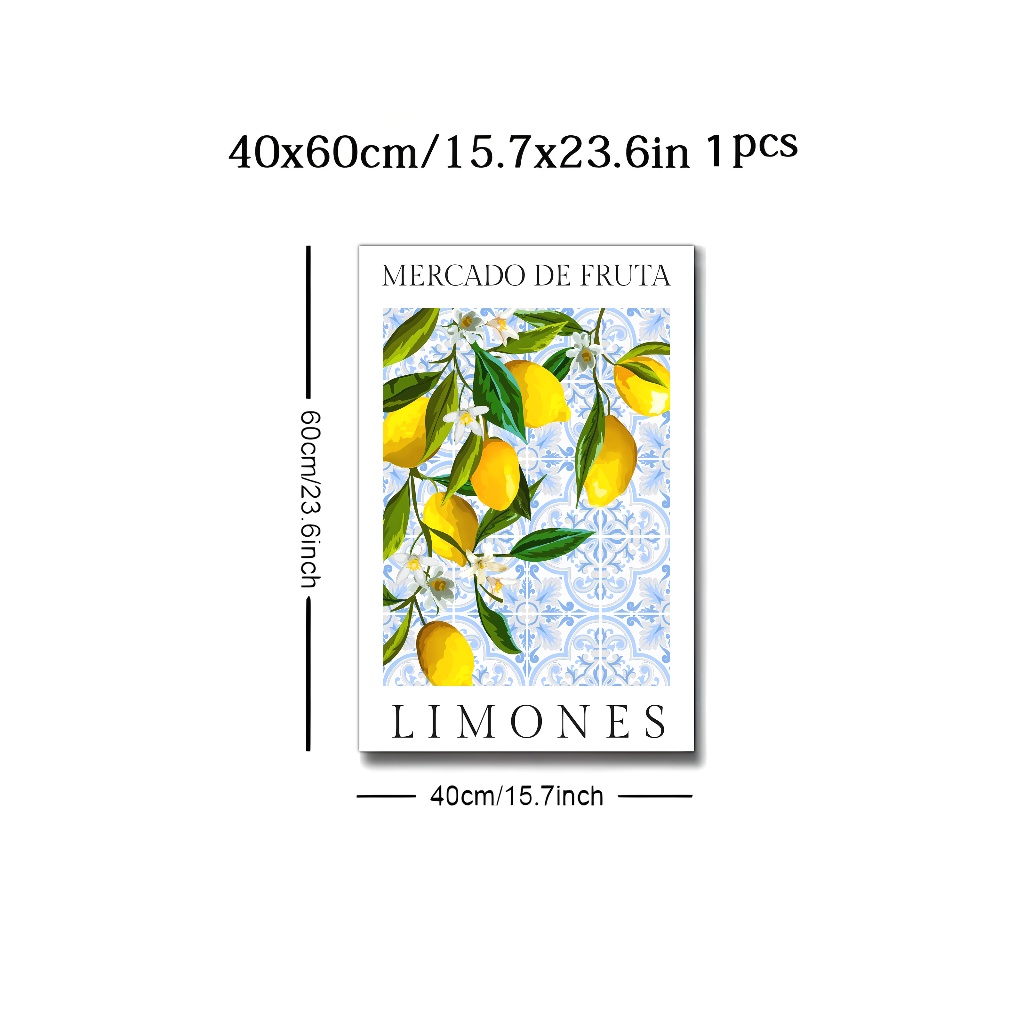 40x60cm/15.7x23.6in 1pcs
MERCADO DE FRUTA
60cm/23.6inch
LIMONES
40cm/15.7inch